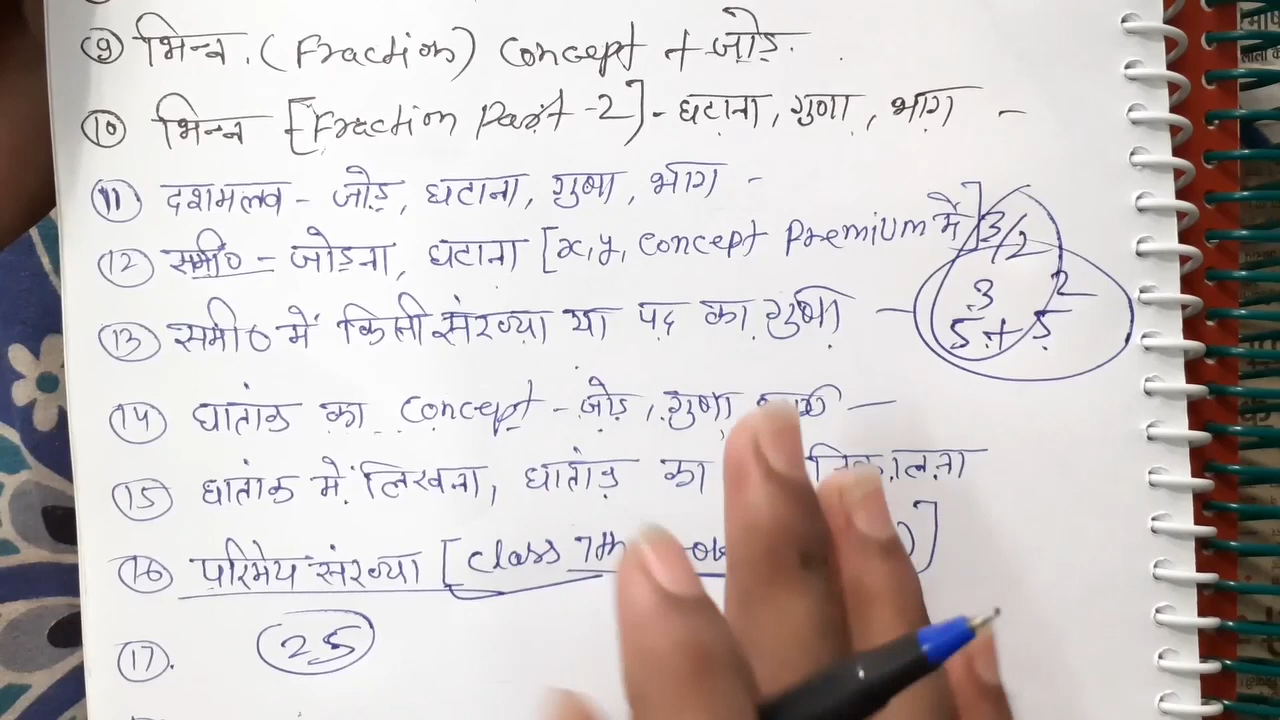 ⑨ भिन्न. (Fraction) Concept + जोड़.
⑩ भिन्न [Fraction Part-2] - घटाना, गुणा, भाग -
⑪ दशमलव - जोड़, घटाना, गुणा, भाग -
⑫ समी० - जोड़ना, घटाना [x, y, concept Premium में]
3/2
⑬ समी० में किसी संख्या या पद का गुणा -
3 2
5 + 5
⑭ घातांक का Concept - जोड़, गुणा -
⑮ घातांक में लिखना, घातांक का निकालना
⑯ परिमेय संख्या [Class 7th
⑰. 25